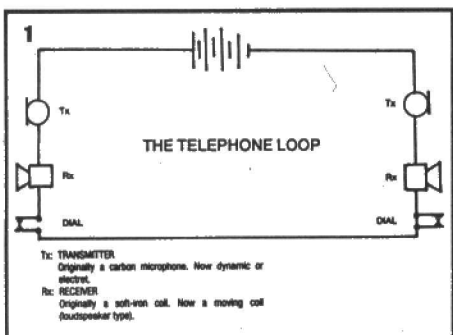 1
Tx
Tx
THE TELEPHONE LOOP
Rx
Rx
DIAL
DIAL
Tx: TRANSMITTER
Originally a carbon microphone. Now dynamic or
electret.
Rx: RECEIVER
Originally a soft-iron coil. Now a moving coil
(loudspeaker type).